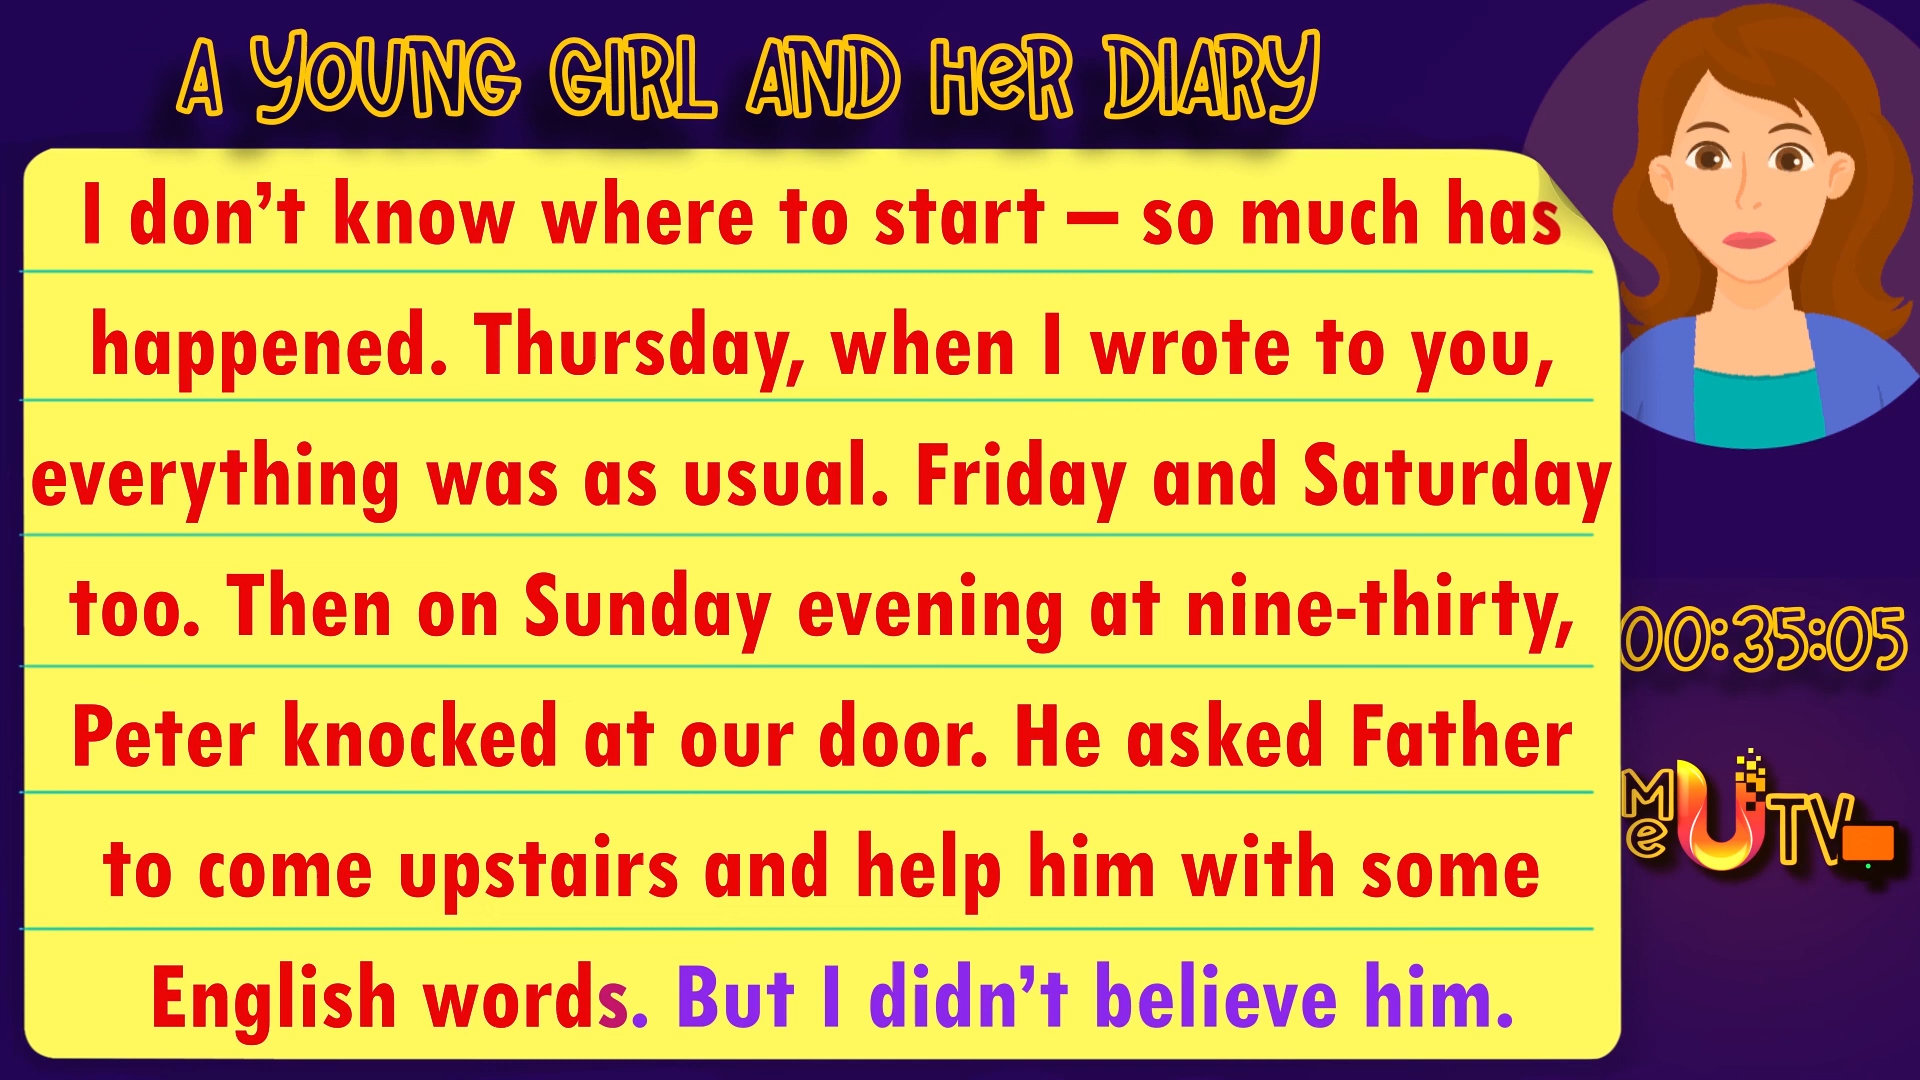 A YOUNG GIRL AND HER DIARY
I don’t know where to start – so much has
happened. Thursday, when I wrote to you,
everything was as usual. Friday and Saturday
too. Then on Sunday evening at nine-thirty,
Peter knocked at our door. He asked Father
to come upstairs and help him with some
English words. But I didn’t believe him.
00:35:05
Me U TV